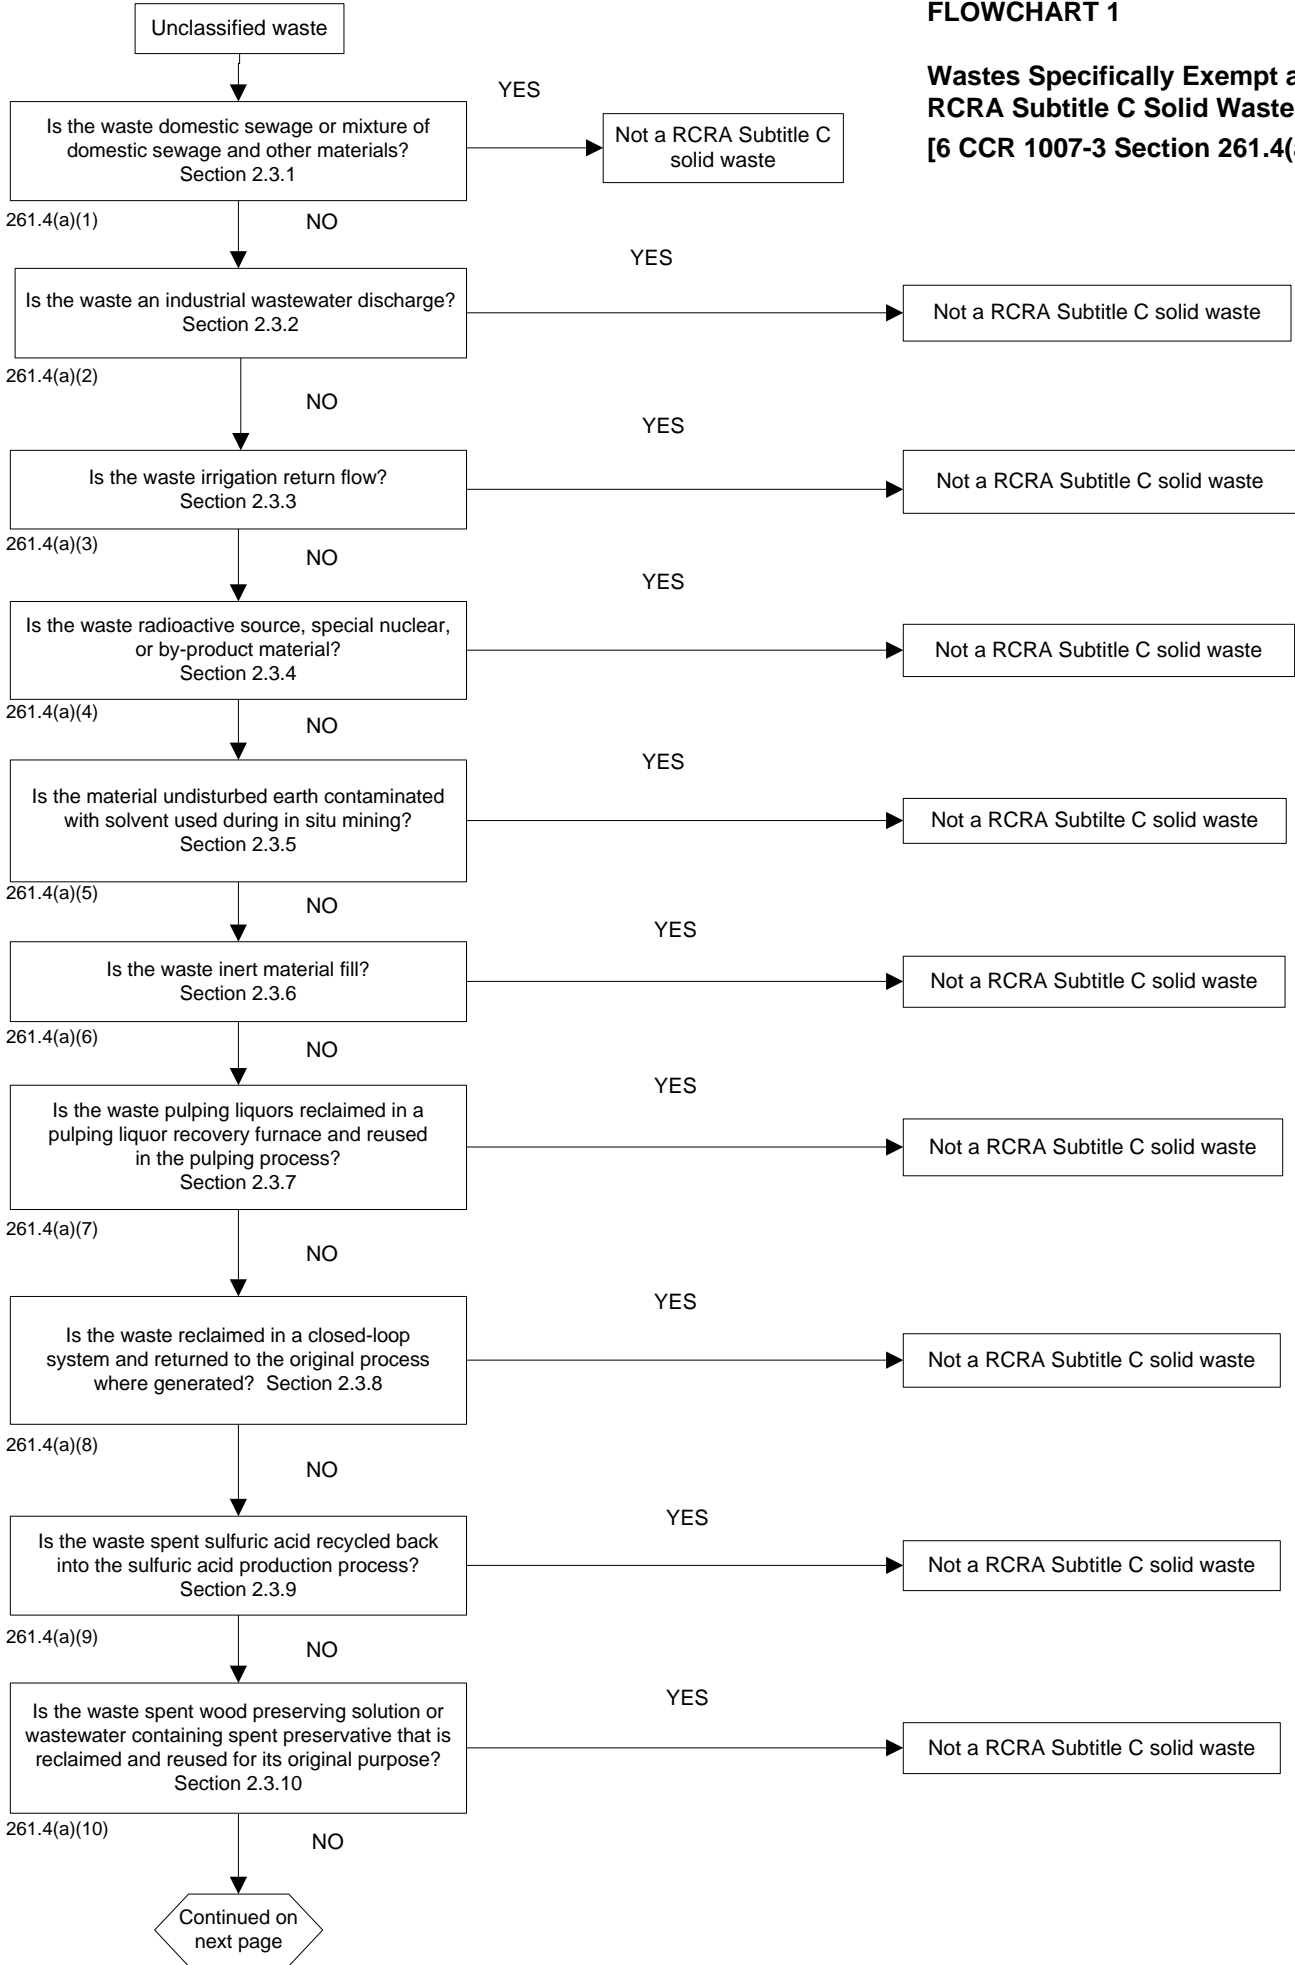 FLOWCHART 1
Wastes Specifically Exempt a
RCRA Subtitle C Solid Waste
[6 CCR 1007-3 Section 261.4(a
Unclassified waste
Is the waste domestic sewage or mixture of
domestic sewage and other materials?
Section 2.3.1
YES
Not a RCRA Subtitle C
solid waste
261.4(a)(1)
NO
Is the waste an industrial wastewater discharge?
Section 2.3.2
YES
Not a RCRA Subtitle C solid waste
261.4(a)(2)
NO
Is the waste irrigation return flow?
Section 2.3.3
YES
Not a RCRA Subtitle C solid waste
261.4(a)(3)
NO
Is the waste radioactive source, special nuclear,
or by-product material?
Section 2.3.4
YES
Not a RCRA Subtitle C solid waste
261.4(a)(4)
NO
Is the material undisturbed earth contaminated
with solvent used during in situ mining?
Section 2.3.5
YES
Not a RCRA Subtilte C solid waste
261.4(a)(5)
NO
Is the waste inert material fill?
Section 2.3.6
YES
Not a RCRA Subtitle C solid waste
261.4(a)(6)
NO
Is the waste pulping liquors reclaimed in a
pulping liquor recovery furnace and reused
in the pulping process?
Section 2.3.7
YES
Not a RCRA Subtitle C solid waste
261.4(a)(7)
NO
Is the waste reclaimed in a closed-loop
system and returned to the original process
where generated? Section 2.3.8
YES
Not a RCRA Subtitle C solid waste
261.4(a)(8)
NO
Is the waste spent sulfuric acid recycled back
into the sulfuric acid production process?
Section 2.3.9
YES
Not a RCRA Subtitle C solid waste
261.4(a)(9)
NO
Is the waste spent wood preserving solution or
wastewater containing spent preservative that is
reclaimed and reused for its original purpose?
Section 2.3.10
YES
Not a RCRA Subtitle C solid waste
261.4(a)(10)
NO
Continued on
next page